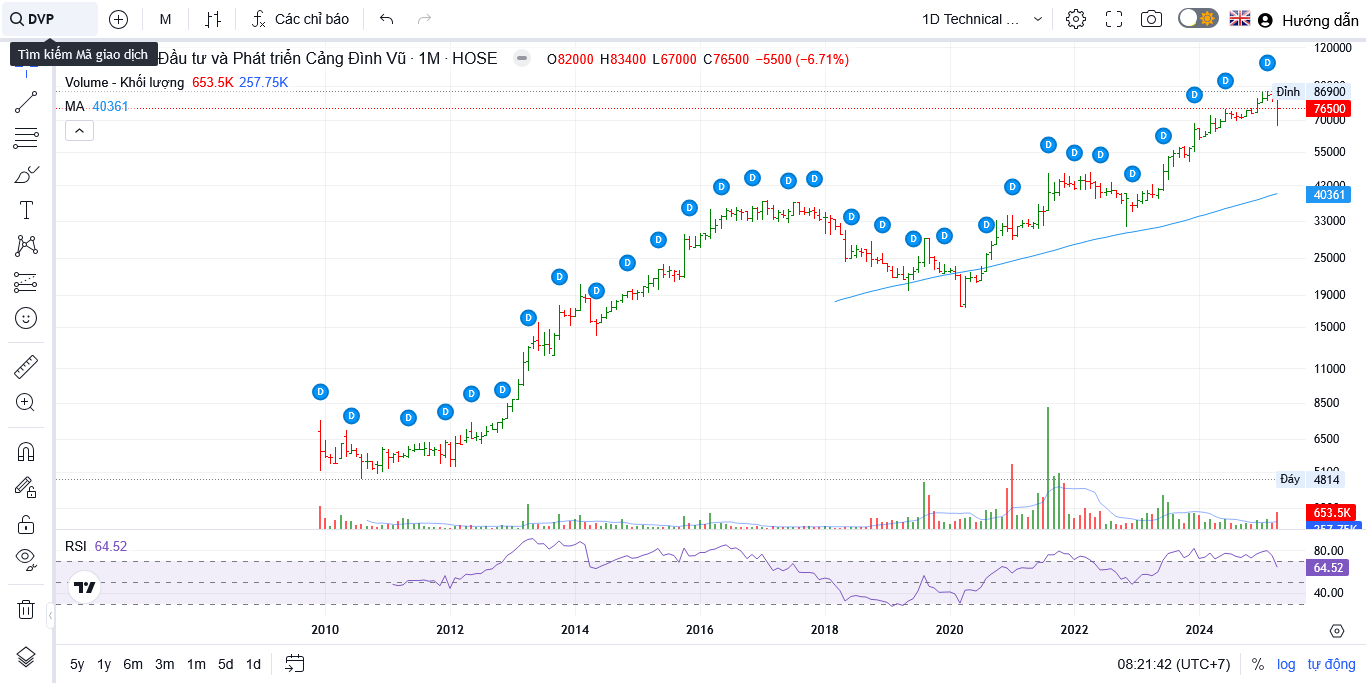 DVP
M
Các chỉ báo
1D Technical ...
Hướng dẫn
Tìm kiếm Mã giao dịch
Đầu tư và Phát triển Cảng Đình Vũ · 1M · HOSE
O82000 H83400 L67000 C76500 −5500 (−6.71%)
Volume - Khối lượng 653.5K 257.75K
MA 40361
D D D D D D D D D D D D D D D D D D D D D D D D D D D D D D D D
120000
Đỉnh 86900
76500
70000
55000
42000
40361
33000
25000
19000
15000
11000
8500
6500
5100
Đáy 4814
653.5K
257.75K
RSI 64.52
80.00
64.52
40.00
2010 2012 2014 2016 2018 2020 2022 2024
5y 1y 6m 3m 1m 5d 1d
08:21:42 (UTC+7)
% log tự động